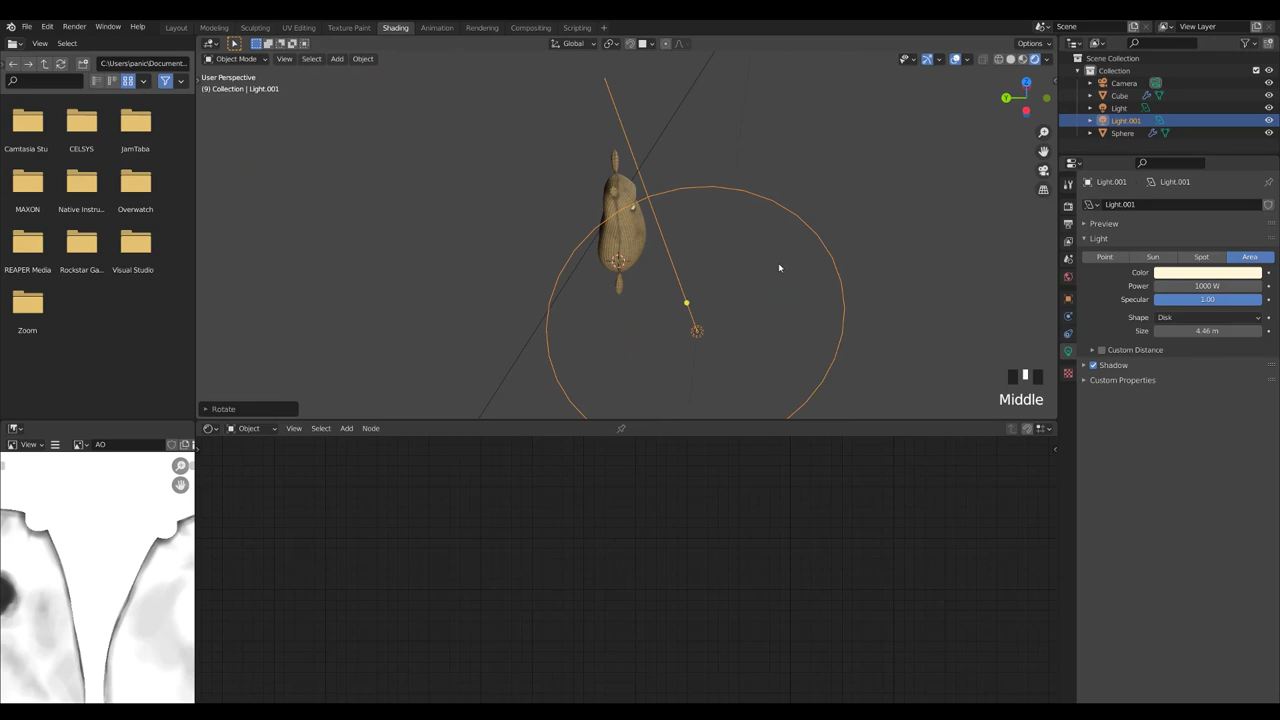 File Edit Render Window Help Layout Modeling Sculpting UV Editing Texture Paint Shading Animation Rendering Compositing Scripting + Scene View Layer
View Select Global Options
C:\Users\panic\Document...
Object Mode View Select Add Object
User Perspective
(9) Collection | Light.001
Z
Y
Camtasia Stu CELSYS JamTaba
MAXON Native Instru... Overwatch
REAPER Media Rockstar Ga... Visual Studio
Zoom
Rotate
Middle
Scene Collection
Collection
Camera
Cube
Light
Light.001
Sphere
Light.001 Light.001
Light.001
Preview
Light
Point Sun Spot Area
Color
Power 1000 W
Specular 1.00
Shape Disk
Size 4.46 m
Custom Distance
Shadow
Custom Properties
View AO
Object View Select Add Node